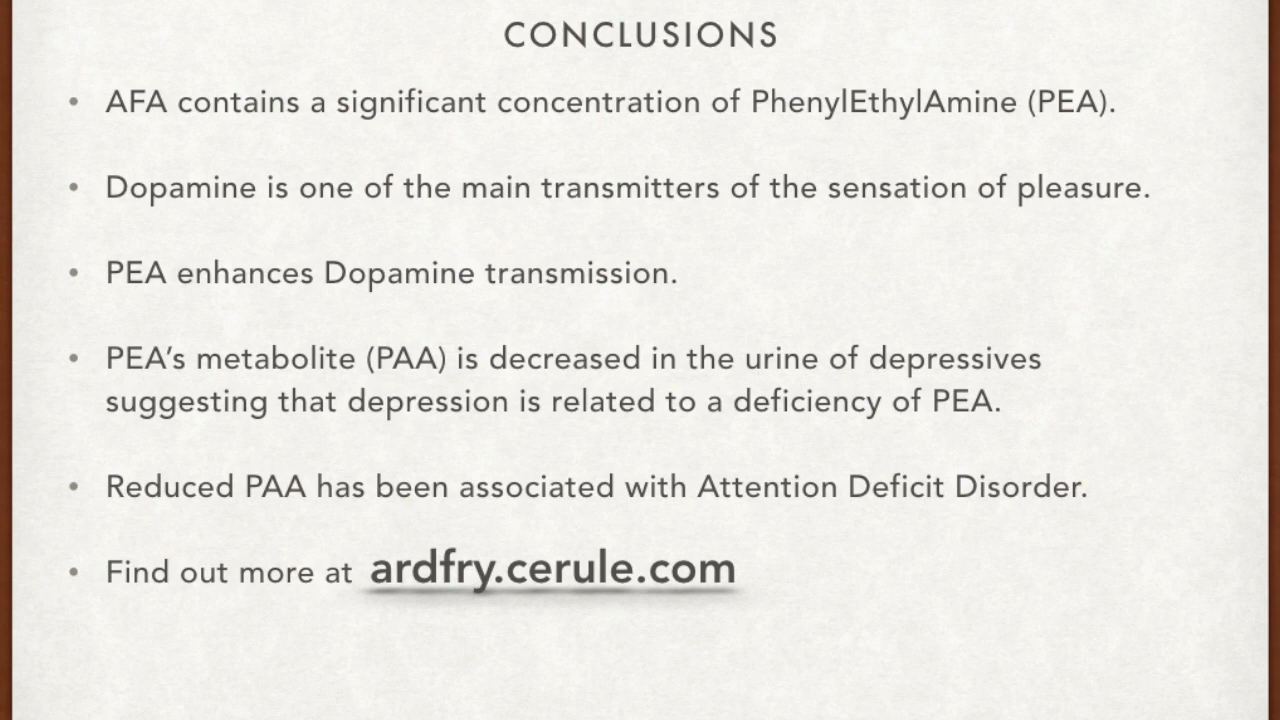 CONCLUSIONS
• AFA contains a significant concentration of PhenylEthylAmine (PEA).
• Dopamine is one of the main transmitters of the sensation of pleasure.
• PEA enhances Dopamine transmission.
• PEA’s metabolite (PAA) is decreased in the urine of depressives
suggesting that depression is related to a deficiency of PEA.
• Reduced PAA has been associated with Attention Deficit Disorder.
• Find out more at ardfry.cerule.com